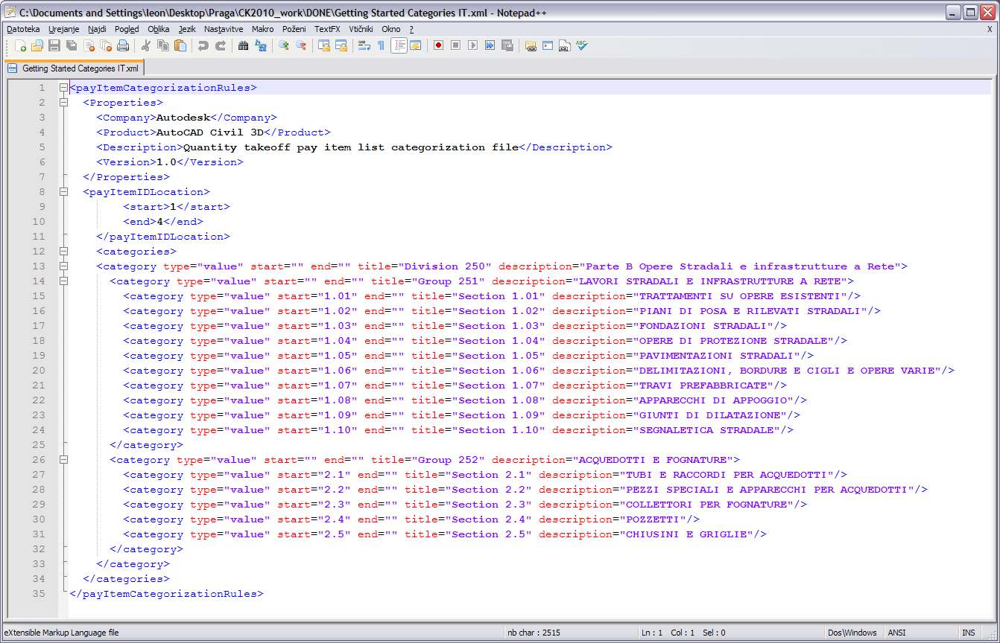 C:\Documents and Settings\leon\Desktop\Praga\CK2010_work\DONE\Getting Started Categories IT.xml - Notepad++
Datoteka Urejanje Najdi Pogled Oblika Jezik Nastavitve Makro Poženi TextFX Vtičniki Okno ? X
Getting Started Categories IT.xml
1 <payItemCategorizationRules>
2 <Properties>
3 <Company>Autodesk</Company>
4 <Product>AutoCAD Civil 3D</Product>
5 <Description>Quantity takeoff pay item list categorization file</Description>
6 <Version>1.0</Version>
7 </Properties>
8 <payItemIDLocation>
9 <start>1</start>
10 <end>4</end>
11 </payItemIDLocation>
12 <categories>
13 <category type="value" start="" end="" title="Division 250" description="Parte B Opere Stradali e infrastrutture a Rete">
14 <category type="value" start="" end="" title="Group 251" description="LAVORI STRADALI E INFRASTRUTTURE A RETE">
15 <category type="value" start="1.01" end="" title="Section 1.01" description="TRATTAMENTI SU OPERE ESISTENTI"/>
16 <category type="value" start="1.02" end="" title="Section 1.02" description="PIANI DI POSA E RILEVATI STRADALI"/>
17 <category type="value" start="1.03" end="" title="Section 1.03" description="FONDAZIONI STRADALI"/>
18 <category type="value" start="1.04" end="" title="Section 1.04" description="OPERE DI PROTEZIONE STRADALE"/>
19 <category type="value" start="1.05" end="" title="Section 1.05" description="PAVIMENTAZIONI STRADALI"/>
20 <category type="value" start="1.06" end="" title="Section 1.06" description="DELIMITAZIONI, BORDURE E CIGLI E OPERE VARIE"/>
21 <category type="value" start="1.07" end="" title="Section 1.07" description="TRAVI PREFABBRICATE"/>
22 <category type="value" start="1.08" end="" title="Section 1.08" description="APPARECCHI DI APPOGGIO"/>
23 <category type="value" start="1.09" end="" title="Section 1.09" description="GIUNTI DI DILATAZIONE"/>
24 <category type="value" start="1.10" end="" title="Section 1.10" description="SEGNALETICA STRADALE"/>
25 </category>
26 <category type="value" start="" end="" title="Group 252" description="ACQUEDOTTI E FOGNATURE">
27 <category type="value" start="2.1" end="" title="Section 2.1" description="TUBI E RACCORDI PER ACQUEDOTTI"/>
28 <category type="value" start="2.2" end="" title="Section 2.2" description="PEZZI SPECIALI E APPARECCHI PER ACQUEDOTTI"/>
29 <category type="value" start="2.3" end="" title="Section 2.3" description="COLLETTORI PER FOGNATURE"/>
30 <category type="value" start="2.4" end="" title="Section 2.4" description="POZZETTI"/>
31 <category type="value" start="2.5" end="" title="Section 2.5" description="CHIUSINI E GRIGLIE"/>
32 </category>
33 </category>
34 </categories>
35 </payItemCategorizationRules>
eXtensible Markup Language file nb char : 2515 Ln : 1 Col : 1 Sel : 0 Dos\Windows ANSI INS